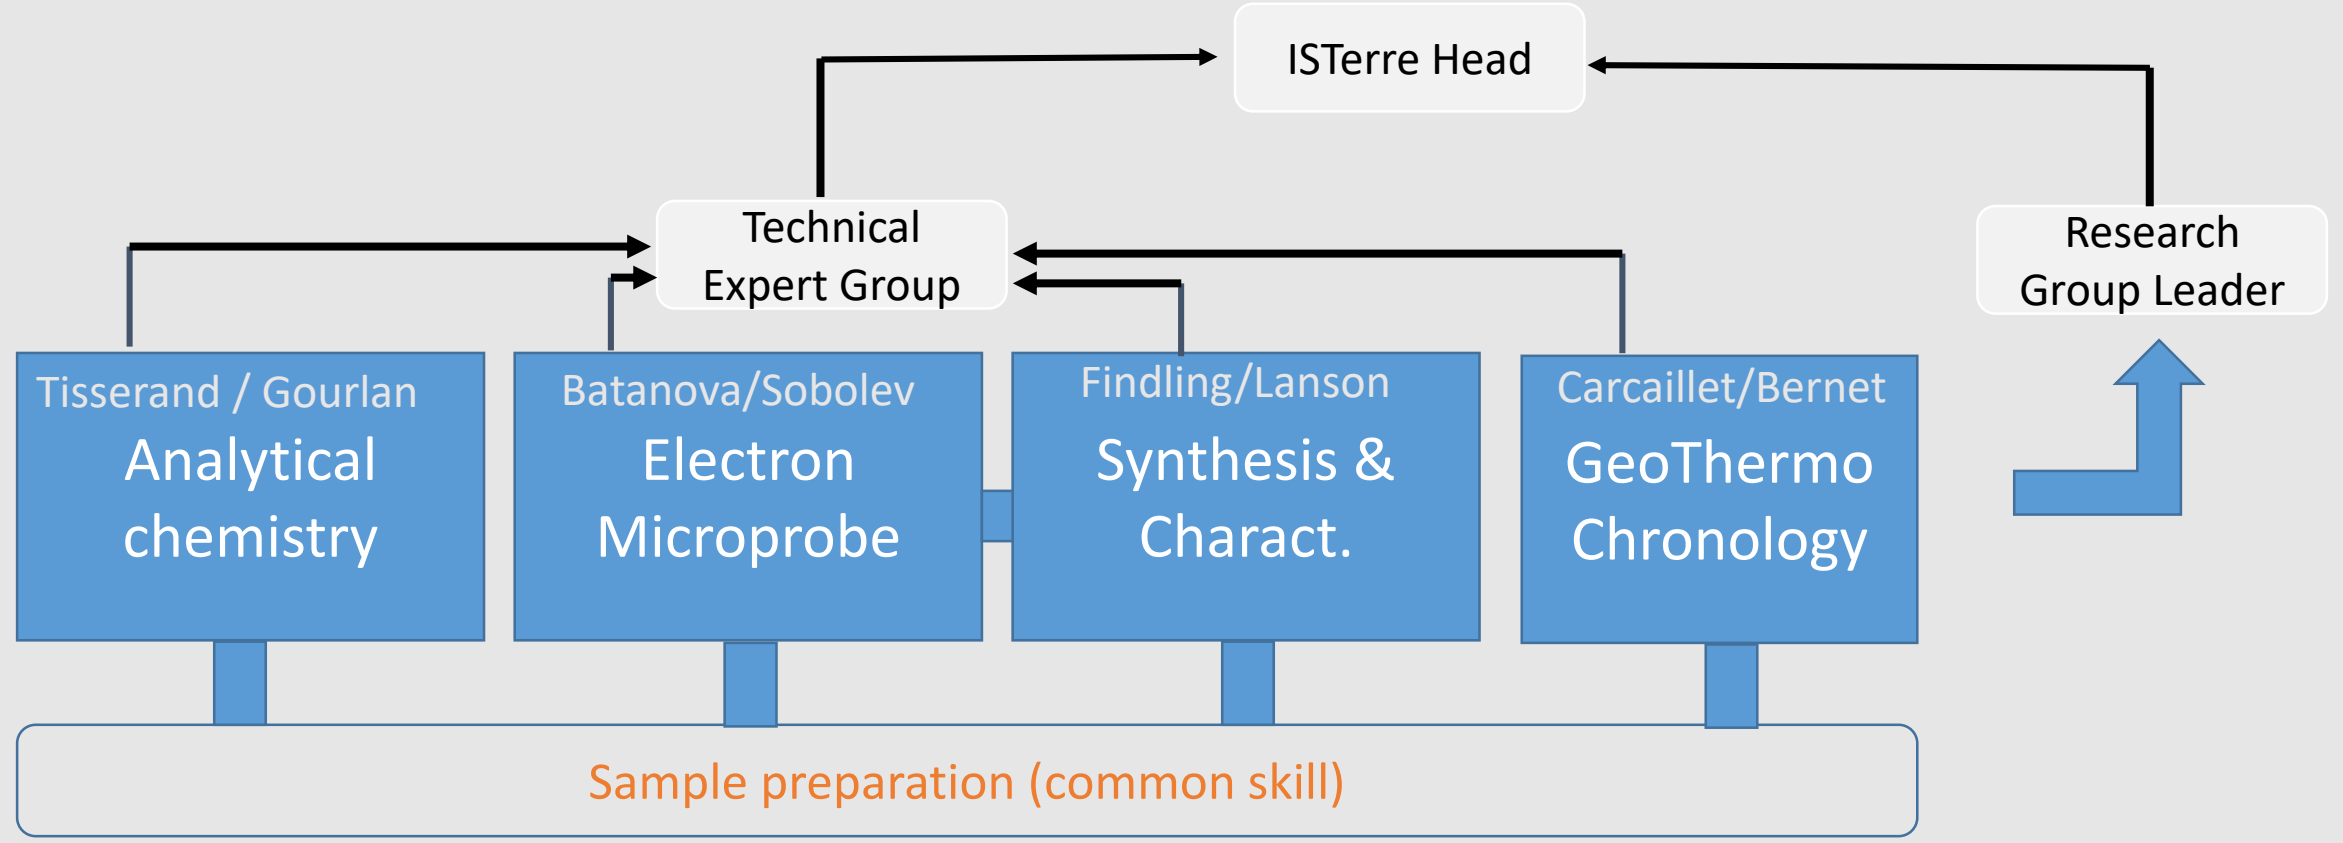 ISTerre Head
Technical
Expert Group
Research
Group Leader
Tisserand / Gourlan
Analytical
chemistry
Batanova/Sobolev
Electron
Microprobe
Findling/Lanson
Synthesis &
Charact.
Carcaillet/Bernet
GeoThermo
Chronology
Sample preparation (common skill)